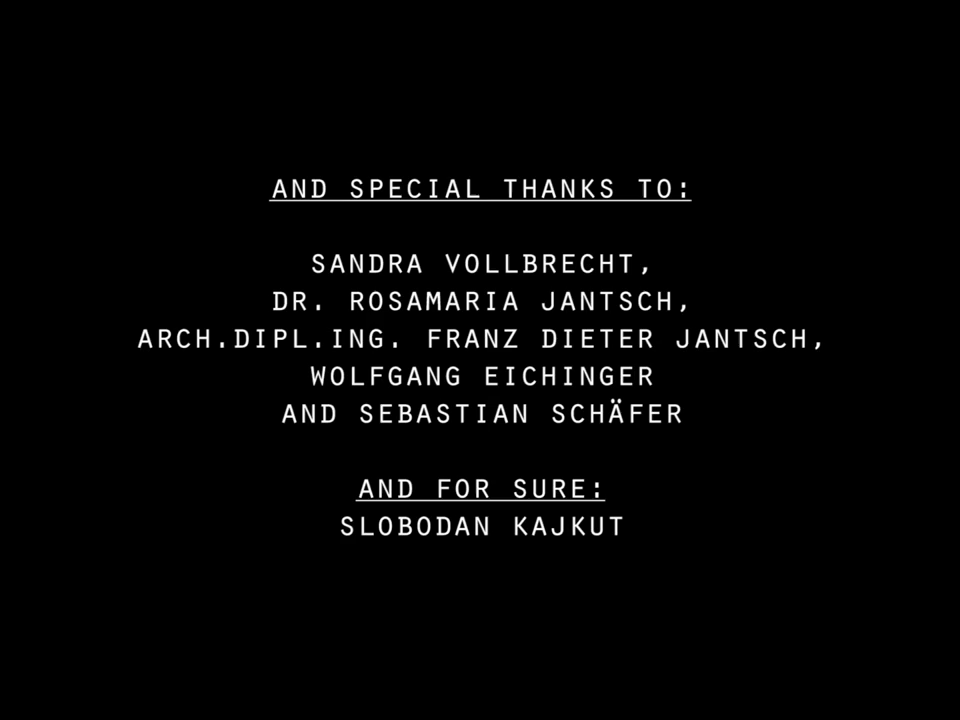 AND SPECIAL THANKS TO:
SANDRA VOLLBRECHT,
DR. ROSAMARIA JANTSCH,
ARCH.DIPL.ING. FRANZ DIETER JANTSCH,
WOLFGANG EICHINGER
AND SEBASTIAN SCHÄFER
AND FOR SURE:
SLOBODAN KAJKUT